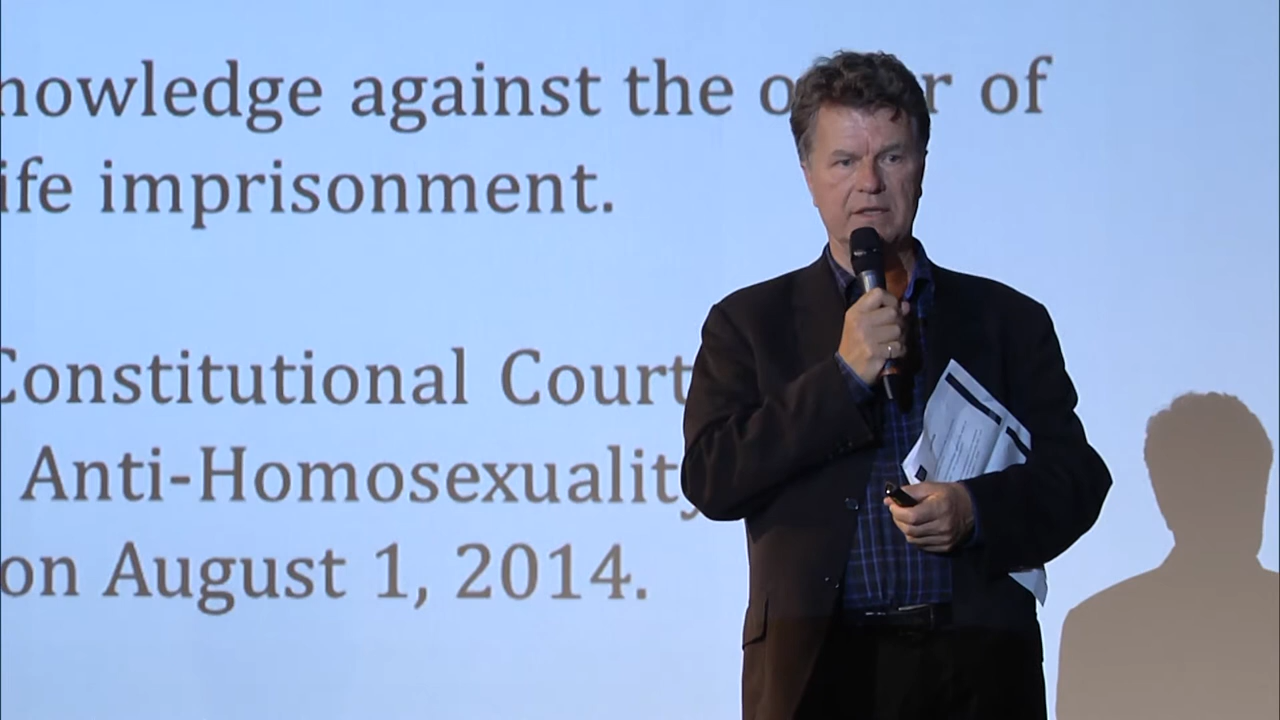 nowledge against the o r of
ife imprisonment.
Constitutional Court
Anti-Homosexuality
on August 1, 2014.